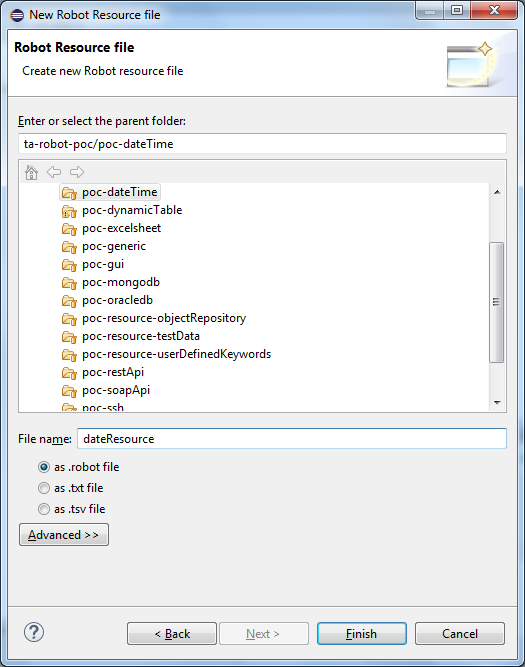 New Robot Resource file
Robot Resource file
Create new Robot resource file
Enter or select the parent folder:
ta-robot-poc/poc-dateTime
poc-dateTime
poc-dynamicTable
poc-excelsheet
poc-generic
poc-gui
poc-mongodb
poc-oracledb
poc-resource-objectRepository
poc-resource-testData
poc-resource-userDefinedKeywords
poc-restApi
poc-soapApi
poc-ssh
File name: dateResource
as .robot file
as .txt file
as .tsv file
Advanced >>
< Back Next > Finish Cancel